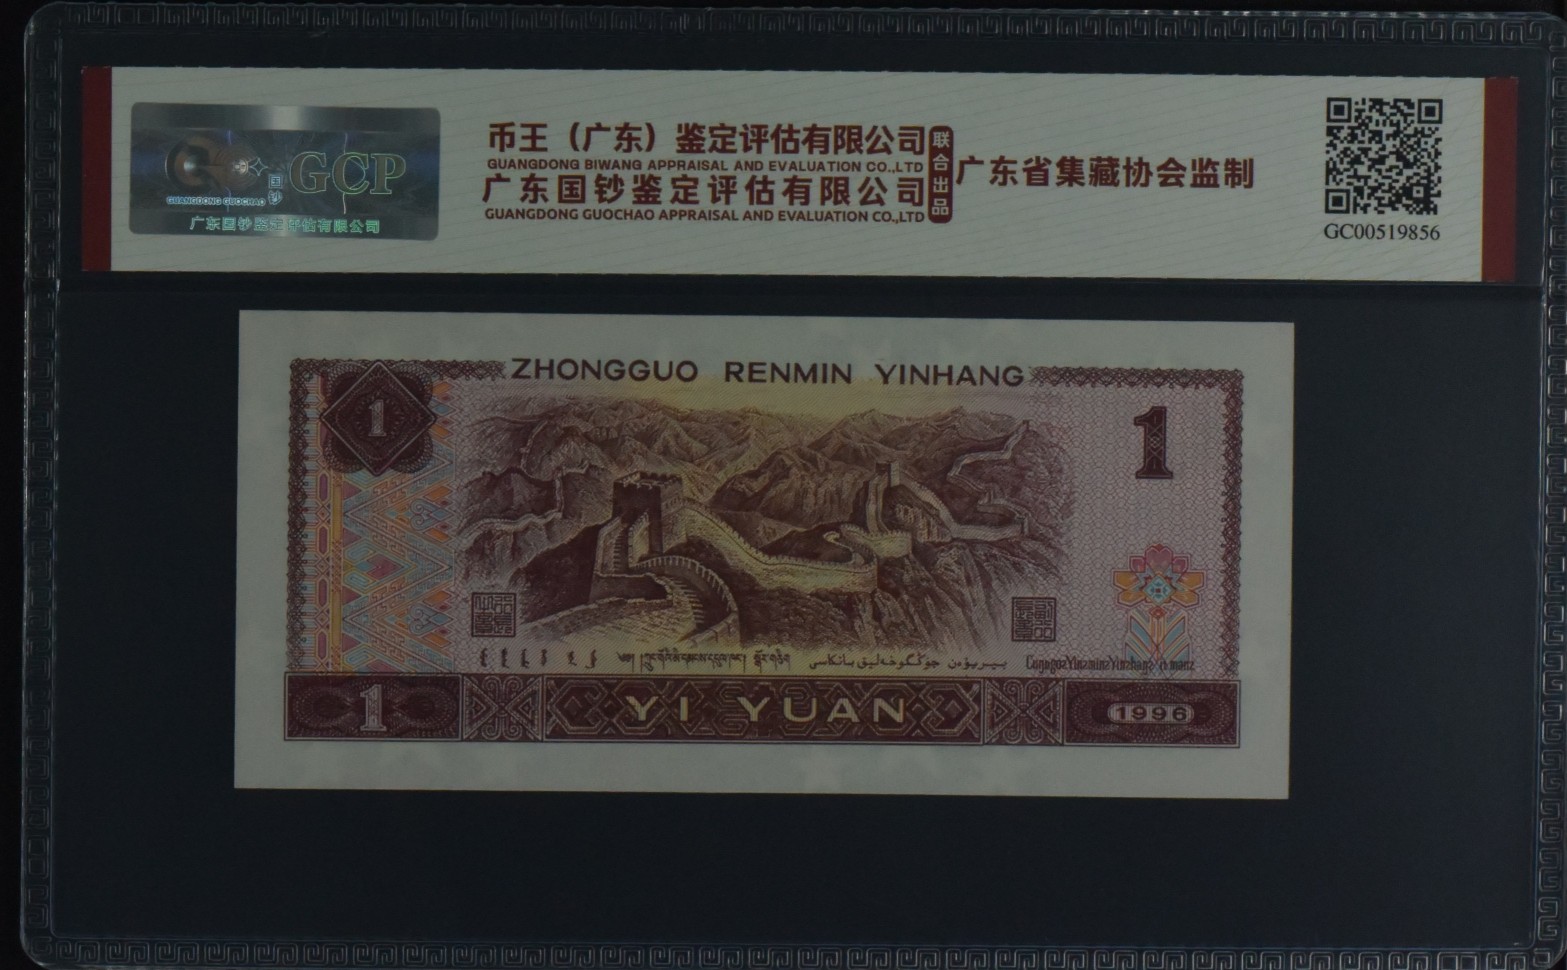 币王（广东）鉴定评估有限公司
GUANGDONG BIWANG APPRAISAL AND EVALUATION CO.,LTD
广东国钞鉴定评估有限公司
GUANGDONG GUOCHAO APPRAISAL AND EVALUATION CO.,LTD
联合出品
广东省集藏协会监制
GCP
国钞
GUANGDONG GUOCHAO
广东国钞鉴定评估有限公司
GC00519856
ZHONGGUO RENMIN YINHANG
1
1
1
YI YUAN
1996